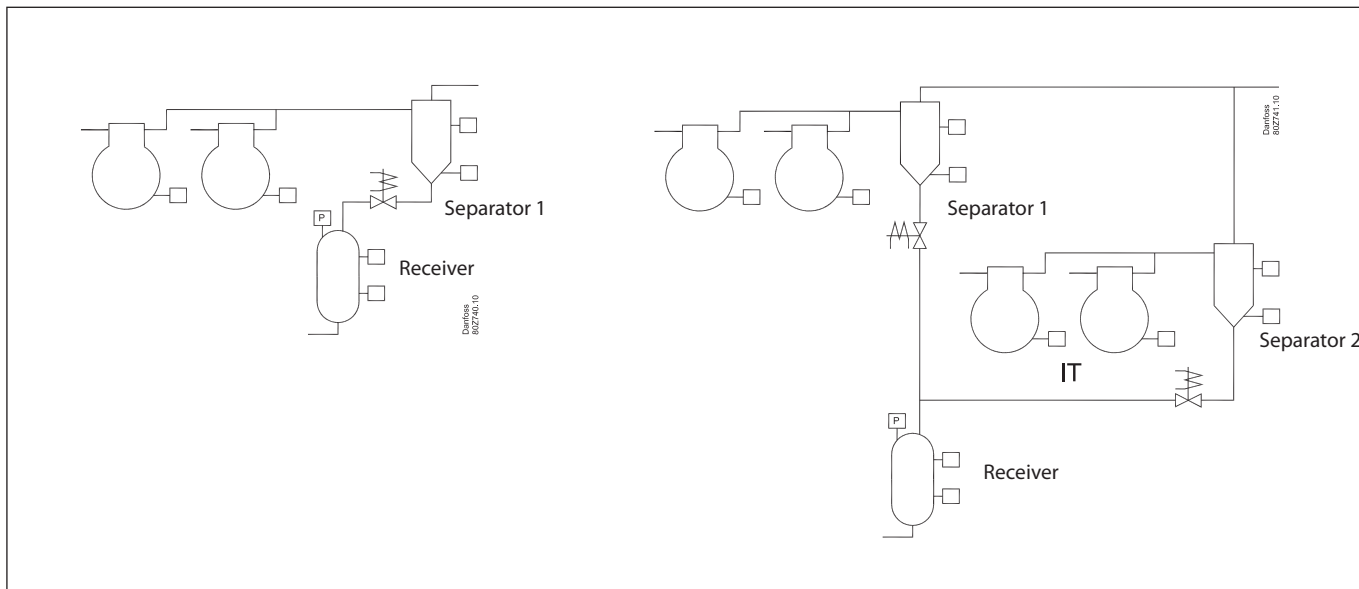 Separator 1
P
Receiver
Danfoss
80Z740.10
Danfoss
80Z741.10
Separator 1
Separator 2
IT
P
Receiver